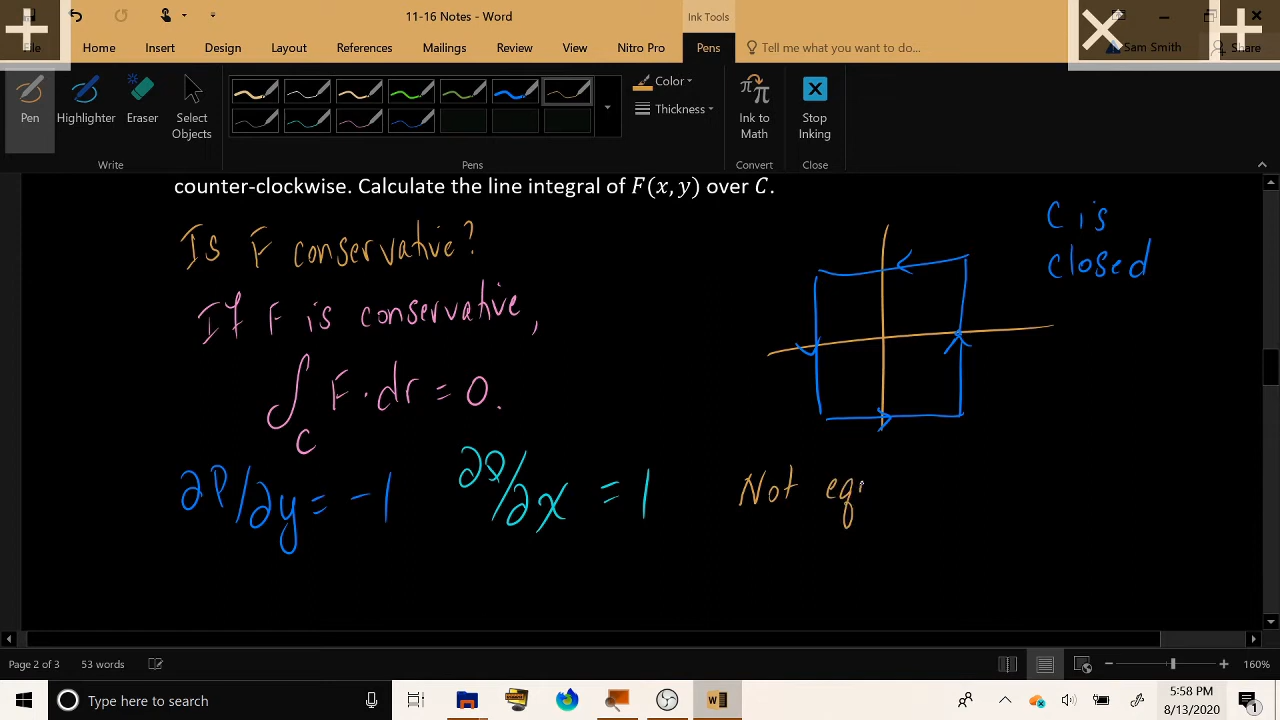 11-16 Notes - Word
Ink Tools
File Home Insert Design Layout References Mailings Review View Nitro Pro Pens Tell me what you want to do... Sam Smith Share
Pen Highlighter Eraser Select Objects
Color
Thickness
Ink to Math
Stop Inking
Write Pens Convert Close
counter-clockwise. Calculate the line integral of F(x, y) over C.
Is F conservative?
If F is conservative,
∫C F · dr = 0.
C is
closed
∂P/∂y = -1 ∂Q/∂x = 1 Not equ
Page 2 of 3 53 words 160%
Type here to search
5:58 PM
8/13/2020
1